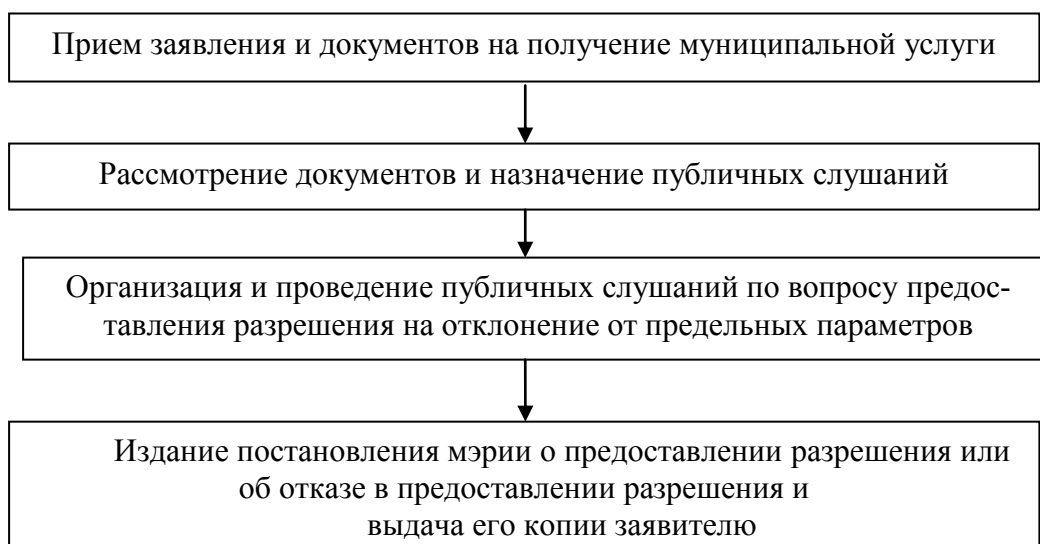 Прием заявления и документов на получение муниципальной услуги
Рассмотрение документов и назначение публичных слушаний
Организация и проведение публичных слушаний по вопросу предос-
тавления разрешения на отклонение от предельных параметров
Издание постановления мэрии о предоставлении разрешения или
об отказе в предоставлении разрешения и
выдача его копии заявителю